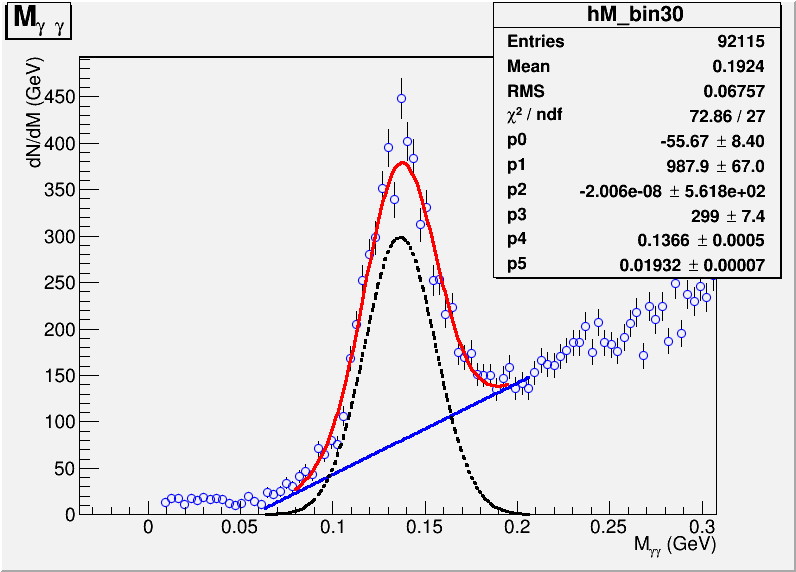 M γ γ
hM_bin30
Entries 92115
Mean 0.1924
RMS 0.06757
χ² / ndf 72.86 / 27
p0 -55.67 ± 8.40
p1 987.9 ± 67.0
p2 -2.006e-08 ± 5.618e+02
p3 299 ± 7.4
p4 0.1366 ± 0.0005
p5 0.01932 ± 0.00007
dN/dM (GeV)
450
400
350
300
250
200
150
100
50
0
0 0.05 0.1 0.15 0.2 0.25 0.3
M γγ (GeV)